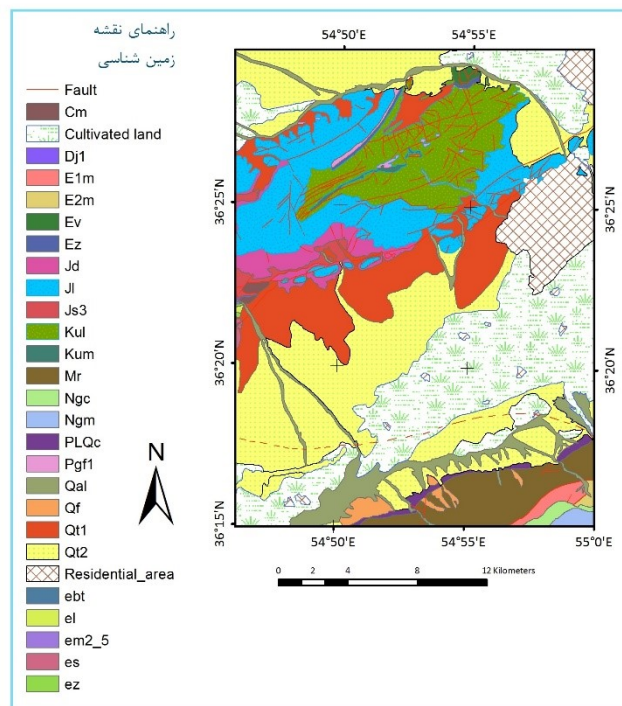 راهنمای نقشه
زمین شناسی
Fault
Cm
Cultivated land
Dj1
E1m
E2m
Ev
Ez
Jd
Jl
Js3
Kul
Kum
Mr
Ngc
Ngm
PLQc
Pgf1
Qal
Qf
Qt1
Qt2
Residential_area
ebt
el
em2_5
es
ez
N
54°50'E
54°55'E
36°25'N
36°20'N
36°15'N
36°25'N
36°20'N
54°50'E
54°55'E
55°0'E
0 2 4 8 12 Kilometers